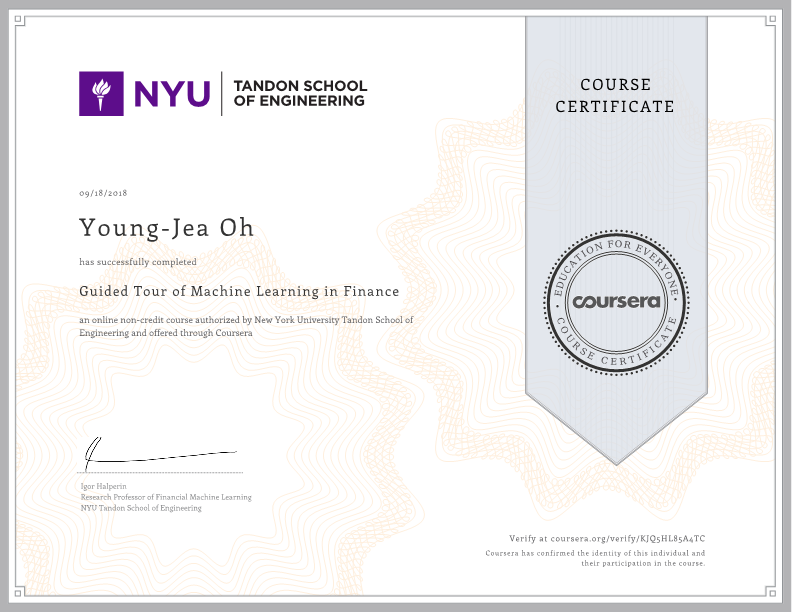 NYU
TANDON SCHOOL
OF ENGINEERING
COURSE
CERTIFICATE
09/18/2018
Young-Jea Oh
has successfully completed
Guided Tour of Machine Learning in Finance
an online non-credit course authorized by New York University Tandon School of
Engineering and offered through Coursera
EDUCATION FOR EVERYONE
coursera
COURSE CERTIFICATE
Igor Halperin
Research Professor of Financial Machine Learning
NYU Tandon School of Engineering
Verify at coursera.org/verify/KJQ5HL85A4TC
Coursera has confirmed the identity of this individual and
their participation in the course.